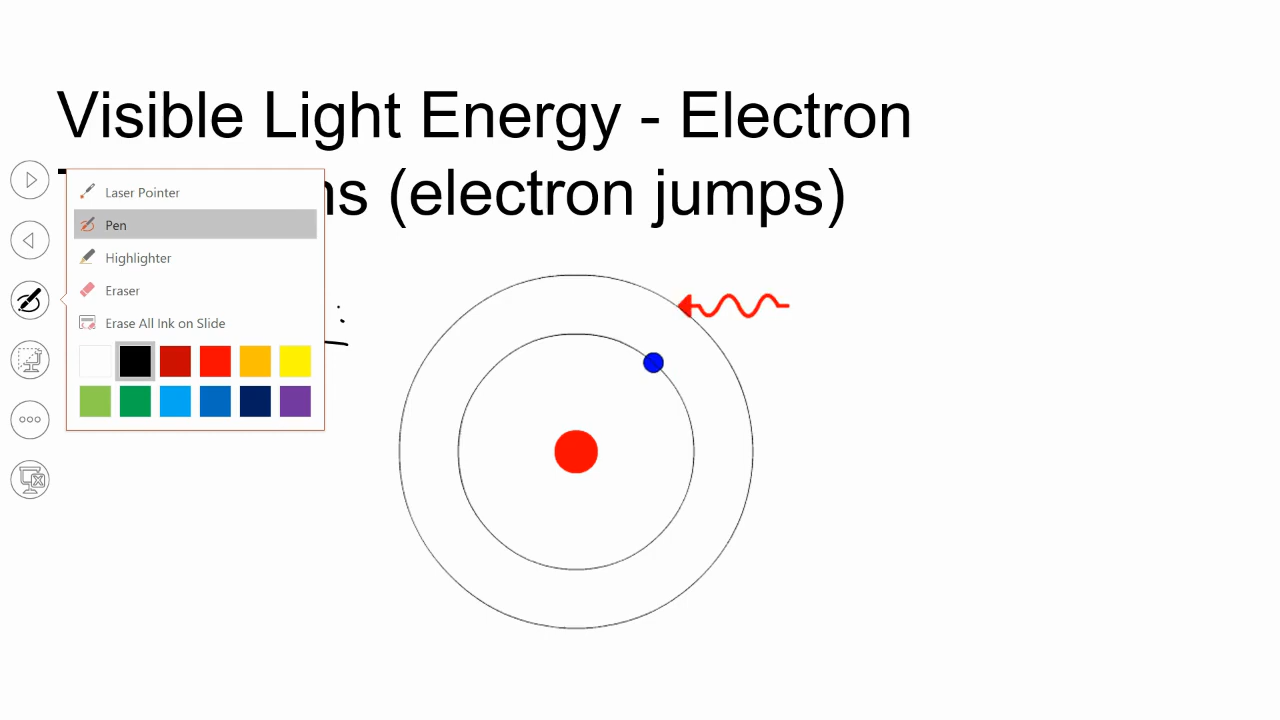 Visible Light Energy - Electron
ns (electron jumps)
Laser Pointer
Pen
Highlighter
Eraser
Erase All Ink on Slide